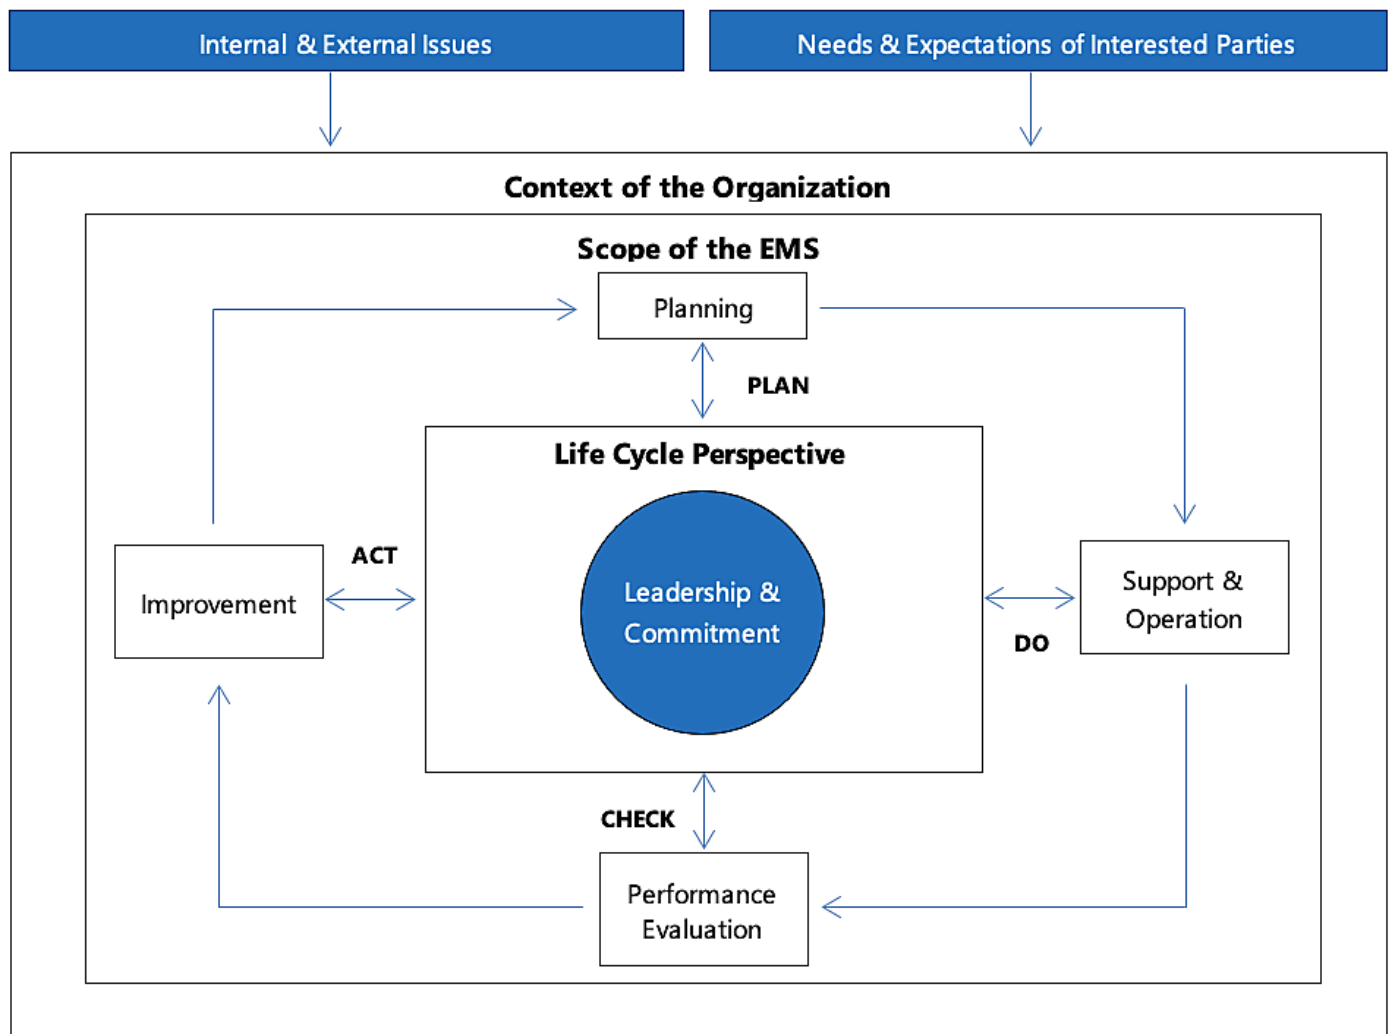 Internal & External Issues
Needs & Expectations of Interested Parties
Context of the Organization
Scope of the EMS
Planning
PLAN
Life Cycle Perspective
Leadership &
Commitment
ACT
Improvement
Support &
Operation
DO
CHECK
Performance
Evaluation